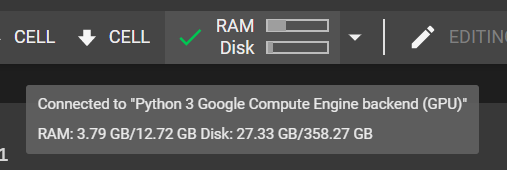 CELL CELL RAM EDITING
Disk
Connected to "Python 3 Google Compute Engine backend (GPU)"
RAM: 3.79 GB/12.72 GB Disk: 27.33 GB/358.27 GB
1